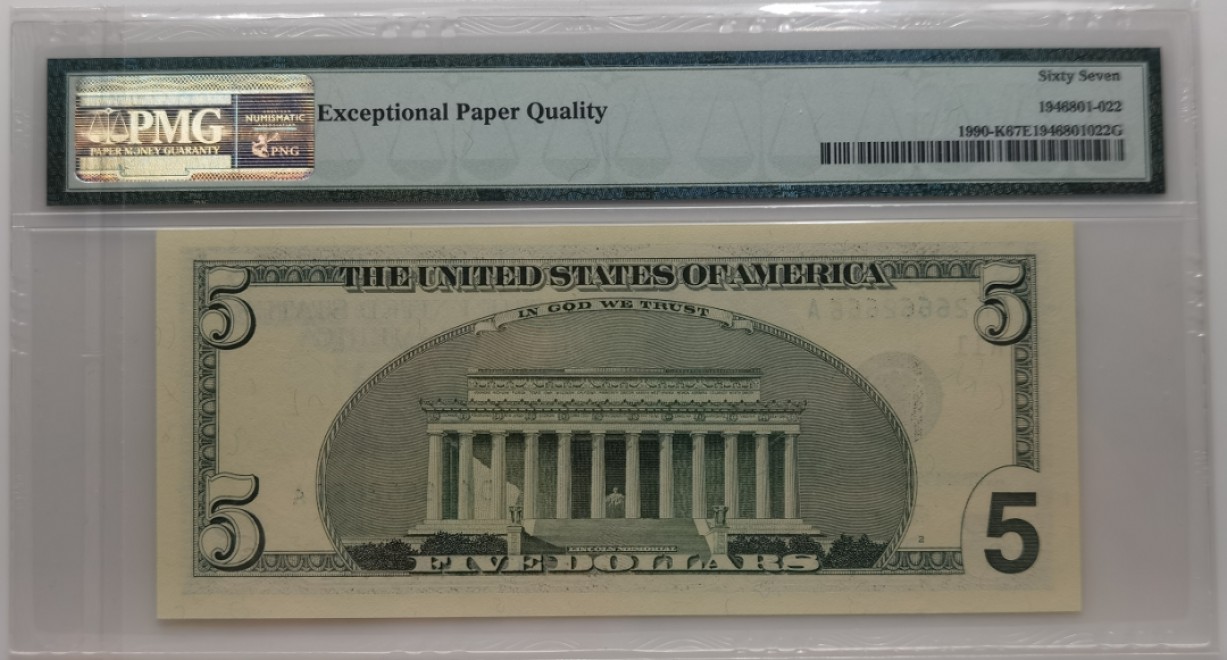 PMG
PAPER MONEY GUARANTY
NUMISMATIC
PNG
Exceptional Paper Quality
Sixty Seven
1946801-022
1990-K67E1946801022G
5
THE UNITED STATES OF AMERICA
5
IN GOD WE TRUST
5
LINCOLN MEMORIAL
FIVE DOLLARS
2
5